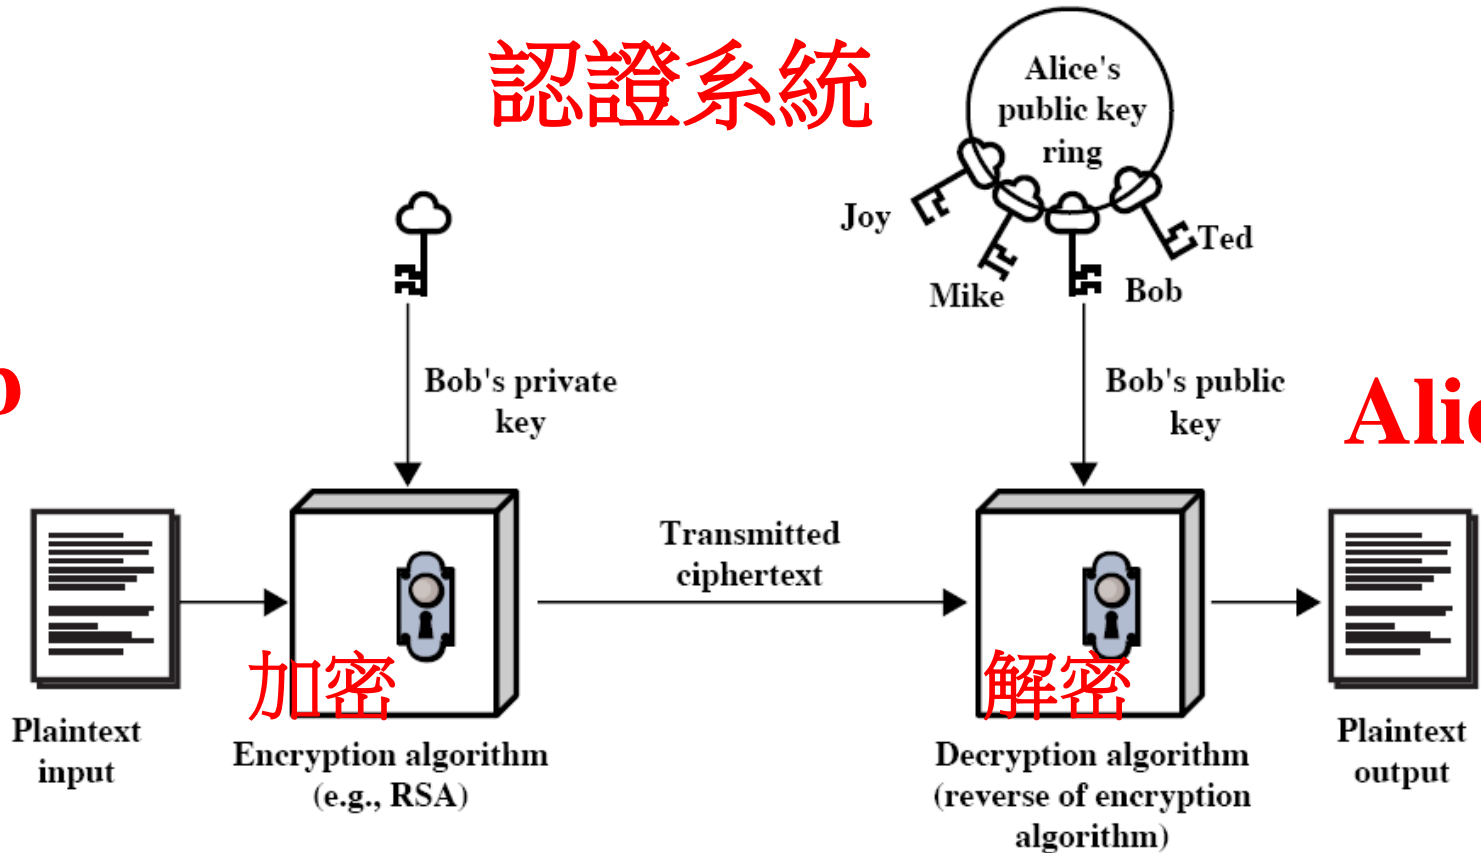 認證系統
Alice's
public key
ring
Joy
Ted
Mike
Bob
Bob's private
key
Bob's public
key
Transmitted
ciphertext
加密
解密
Plaintext
input
Encryption algorithm
(e.g., RSA)
Decryption algorithm
(reverse of encryption
algorithm)
Plaintext
output